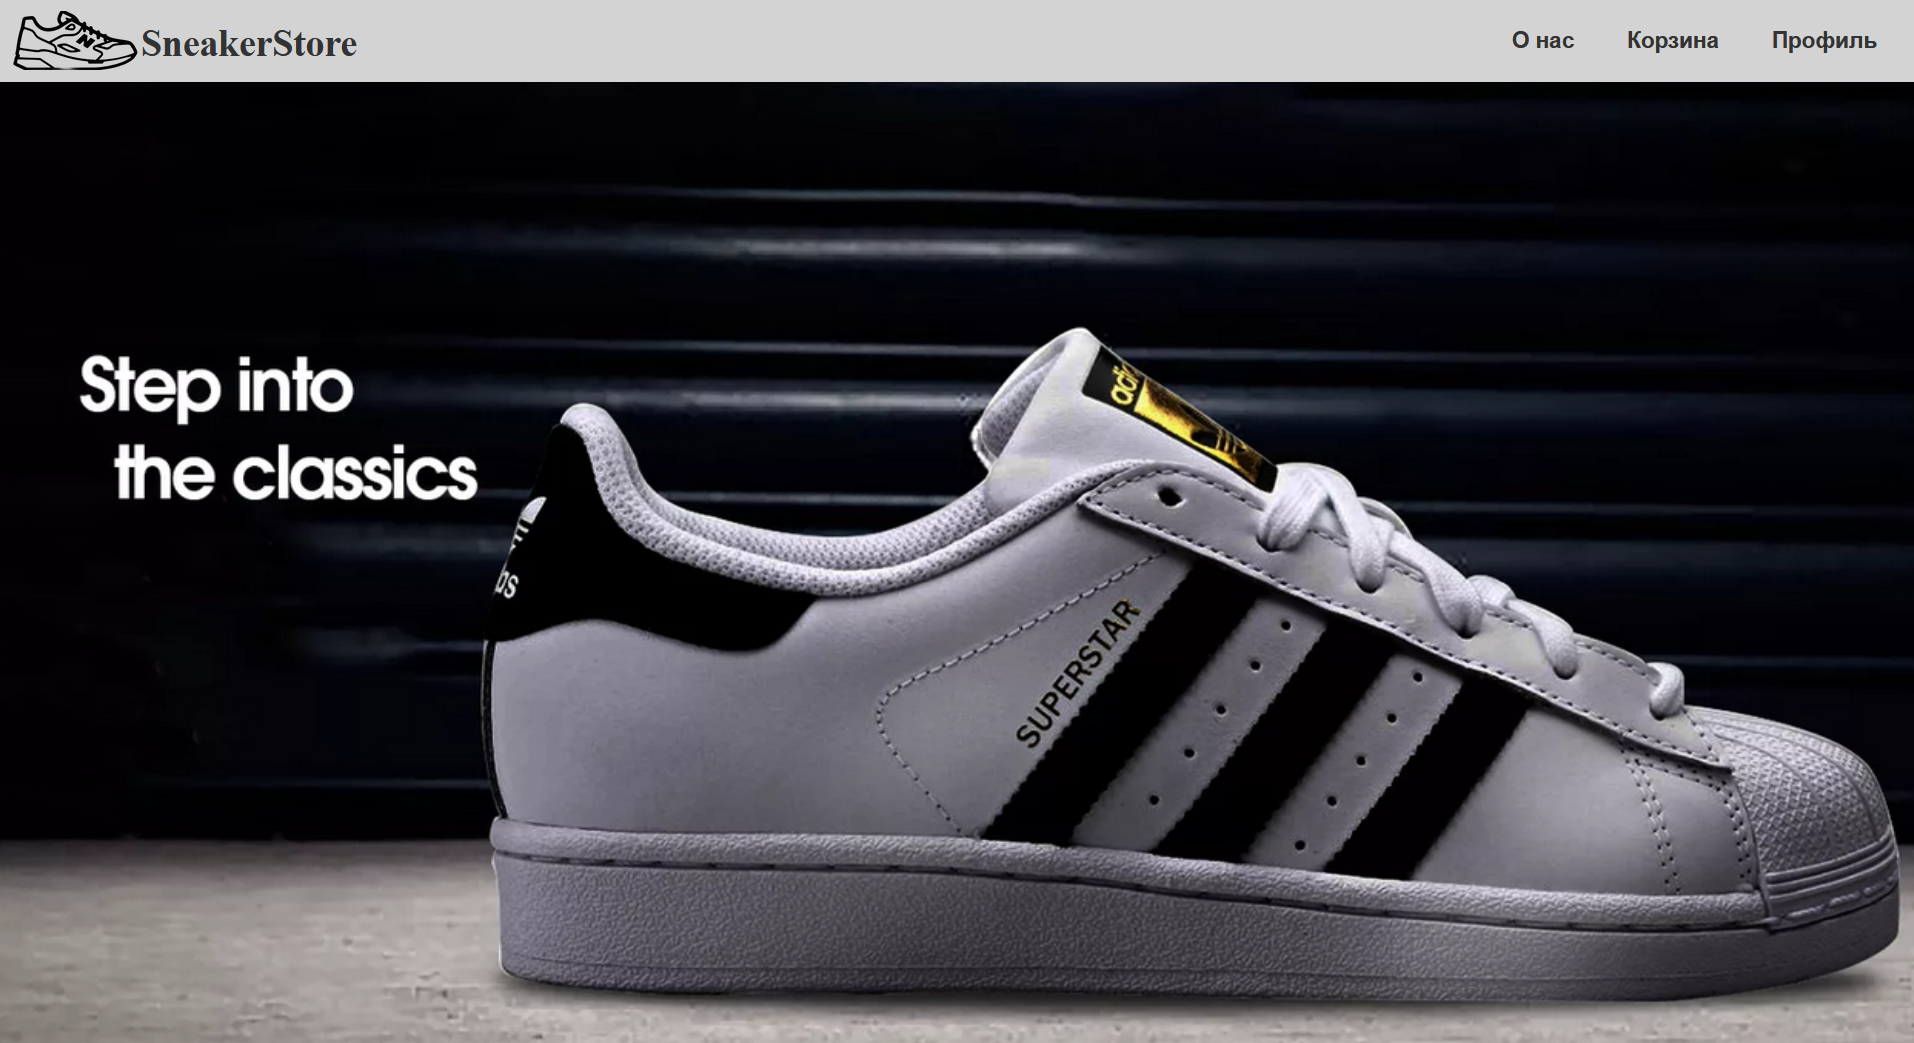 SneakerStore
О нас
Корзина
Профиль
Step into
the classics
SUPERSTAR